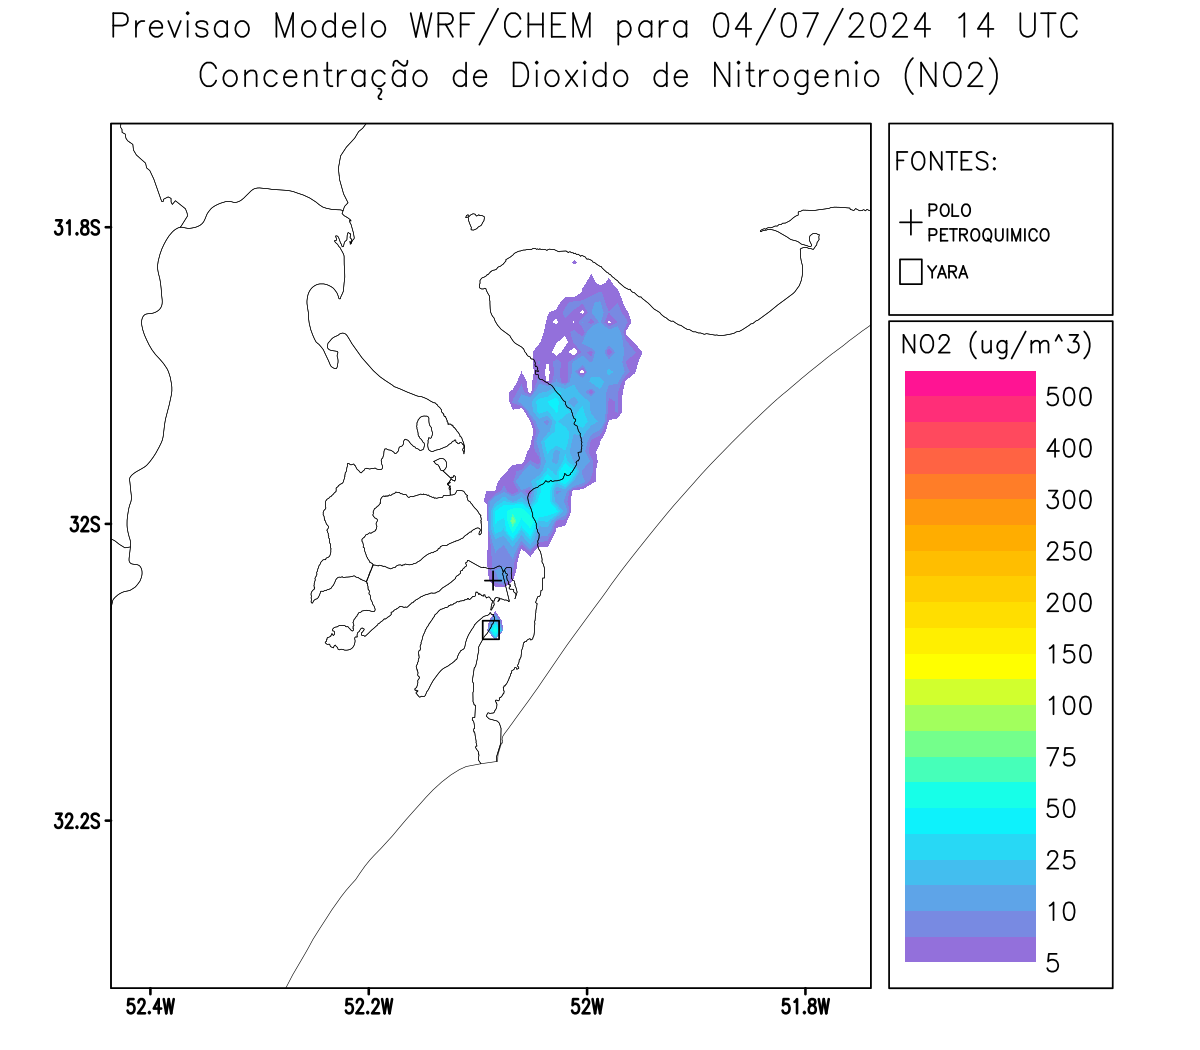 Previsao Modelo WRF/CHEM para 04/07/2024 14 UTC
Concentração de Dioxido de Nitrogenio (NO2)
FONTES:
POLO
PETROQUIMICO
YARA
NO2 (ug/m^3)
500
400
300
250
200
150
100
75
50
25
10
5
31.8S
32S
32.2S
52.4W
52.2W
52W
51.8W